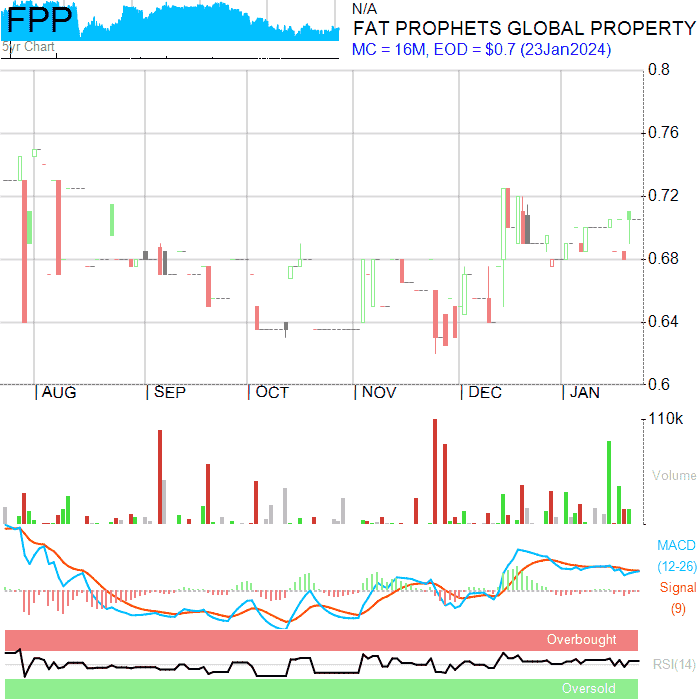 FPP
5yr Chart
N/A
FAT PROPHETS GLOBAL PROPERTY
MC = 16M, EOD = $0.7 (23Jan2024)
0.8
0.76
0.72
0.68
0.64
0.6
|AUG |SEP |OCT |NOV |DEC |JAN
110k
Volume
MACD
(12-26)
Signal
(9)
Overbought
RSI(14)
Oversold